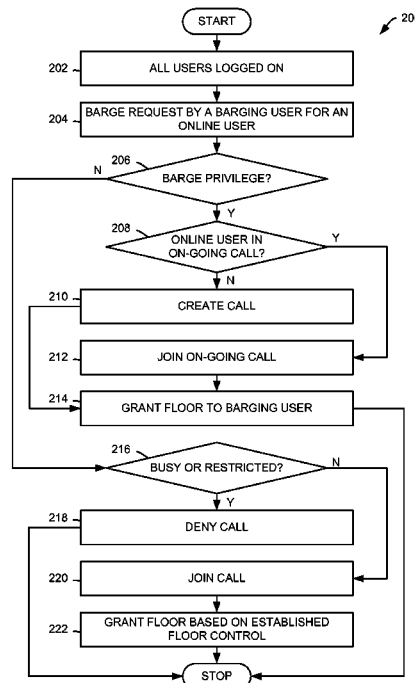 START
20
202
ALL USERS LOGGED ON
204
BARGE REQUEST BY A BARGING USER FOR AN
ONLINE USER
206
N
BARGE PRIVILEGE?
Y
208
ONLINE USER IN
ON-GOING CALL?
Y
N
210
CREATE CALL
212
JOIN ON-GOING CALL
214
GRANT FLOOR TO BARGING USER
216
BUSY OR RESTRICTED?
N
Y
218
DENY CALL
220
JOIN CALL
222
GRANT FLOOR BASED ON ESTABLISHED
FLOOR CONTROL
STOP